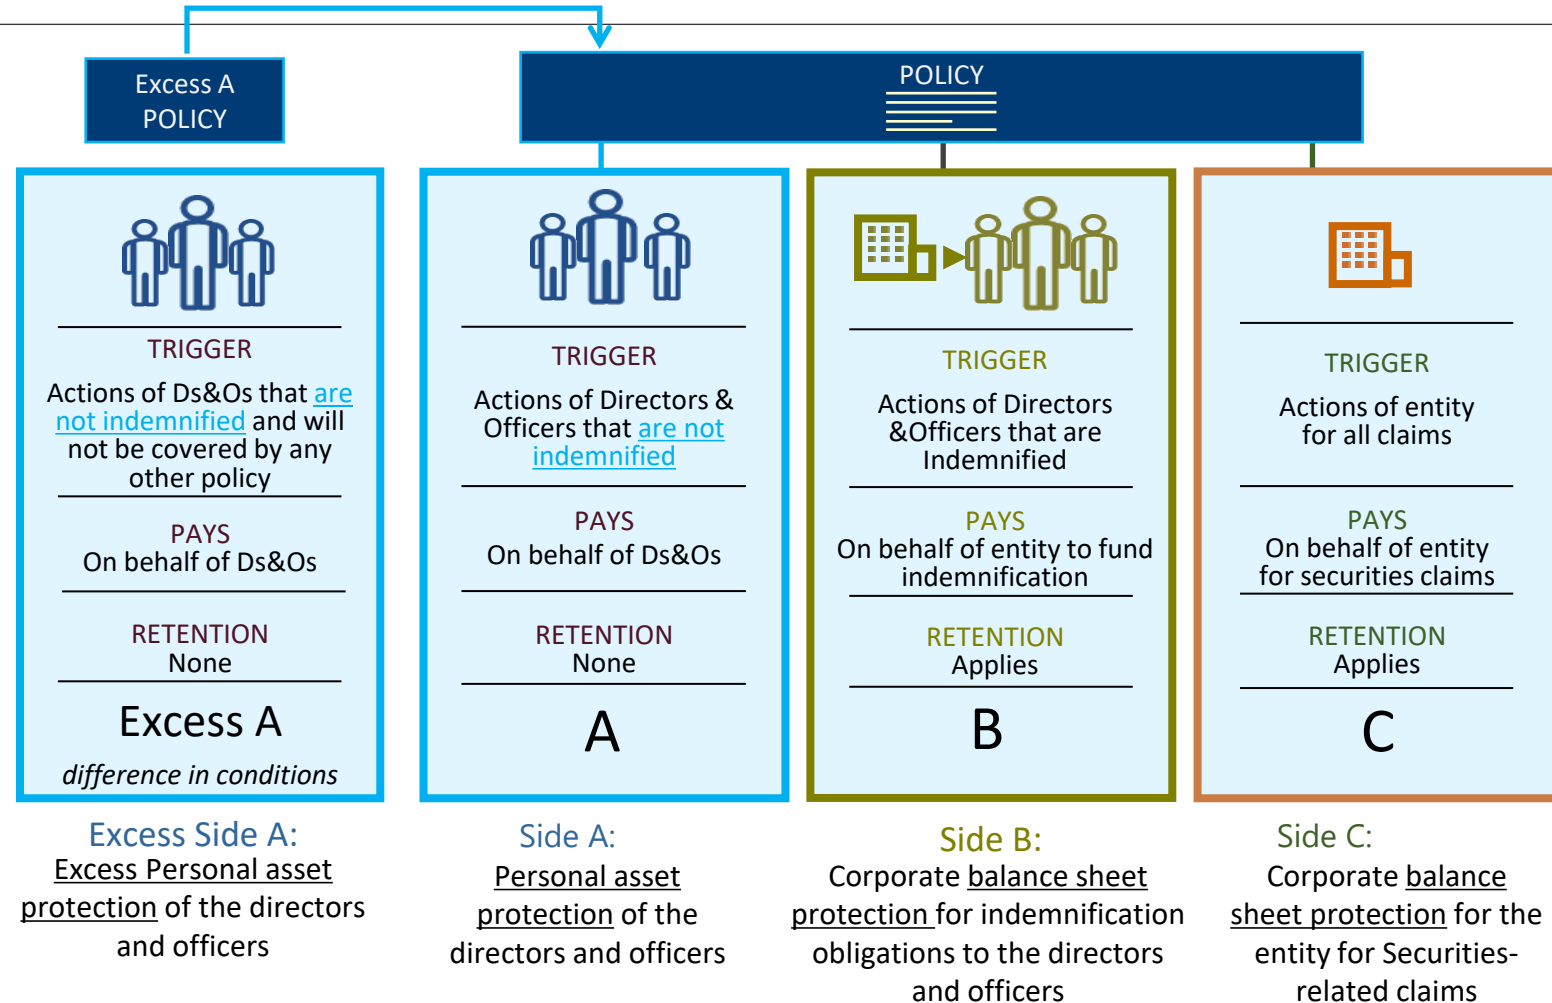 Excess A
POLICY
POLICY
TRIGGER
Actions of Ds&Os that are
not indemnified and will
not be covered by any
other policy
PAYS
On behalf of Ds&Os
RETENTION
None
Excess A
difference in conditions
TRIGGER
Actions of Directors &
Officers that are not
indemnified
PAYS
On behalf of Ds&Os
RETENTION
None
A
TRIGGER
Actions of Directors
&Officers that are
Indemnified
PAYS
On behalf of entity to fund
indemnification
RETENTION
Applies
B
TRIGGER
Actions of entity
for all claims
PAYS
On behalf of entity
for securities claims
RETENTION
Applies
C
Excess Side A:
Excess Personal asset
protection of the directors
and officers
Side A:
Personal asset
protection of the
directors and officers
Side B:
Corporate balance sheet
protection for indemnification
obligations to the directors
and officers
Side C:
Corporate balance
sheet protection for the
entity for Securities-
related claims